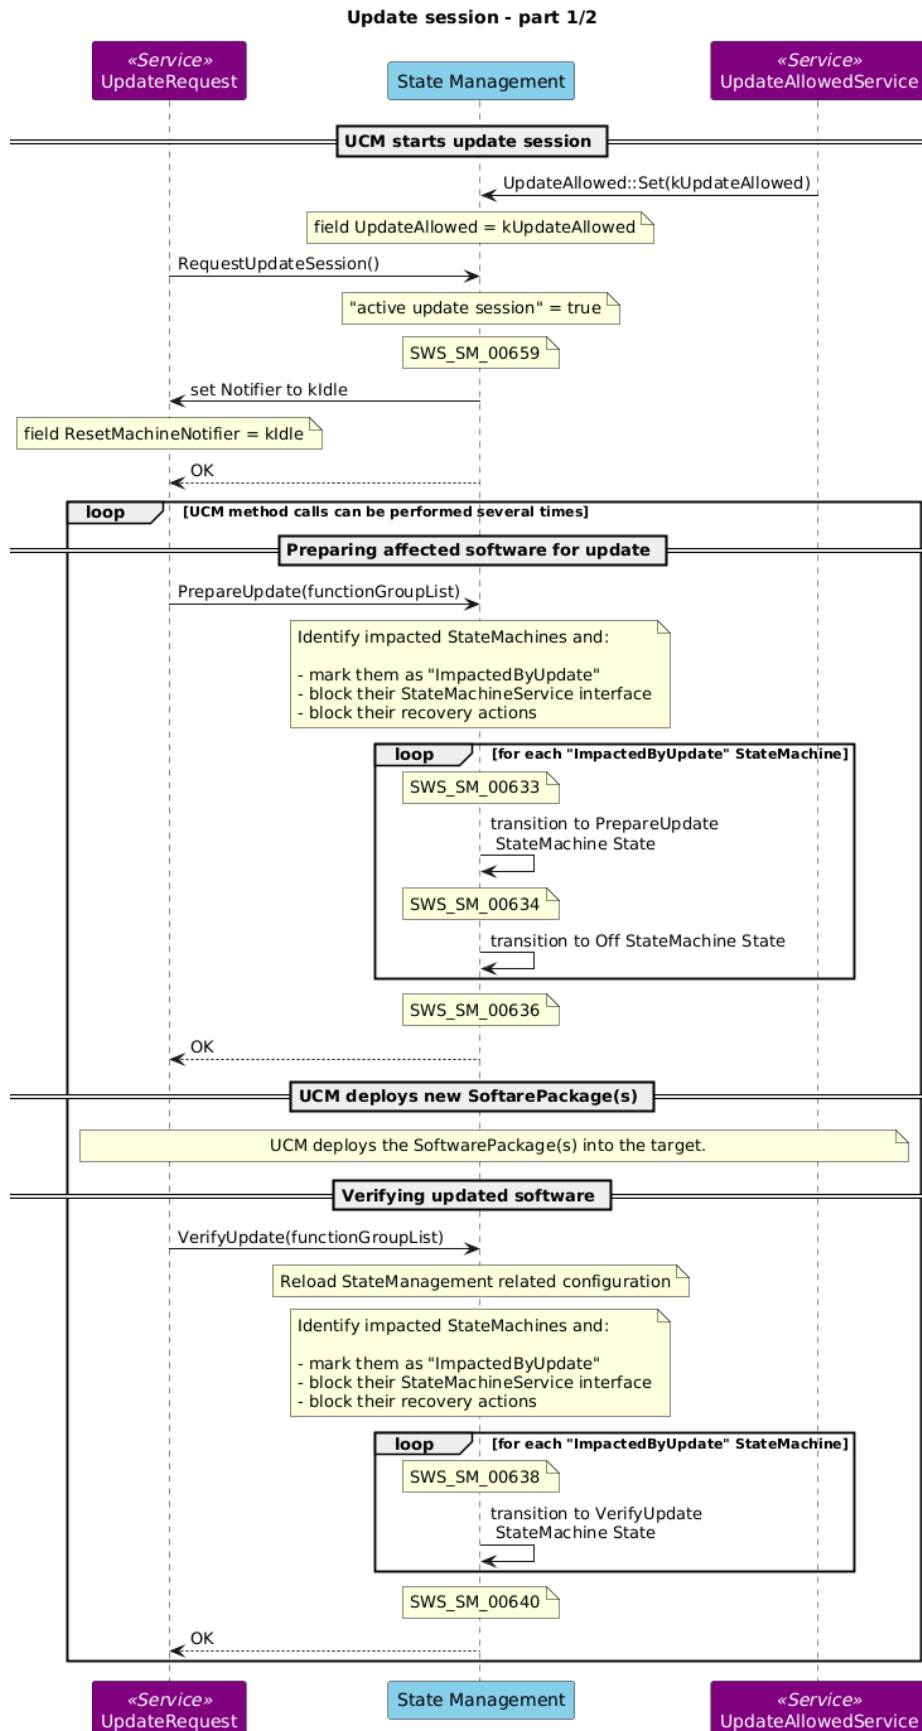 Update session - part 1/2
«Service»
UpdateRequest
State Management
«Service»
UpdateAllowedService
UCM starts update session
UpdateAllowed::Set(kUpdateAllowed)
field UpdateAllowed = kUpdateAllowed
RequestUpdateSession()
"active update session" = true
SWS_SM_00659
set Notifier to kIdle
field ResetMachineNotifier = kIdle
OK
loop [UCM method calls can be performed several times]
Preparing affected software for update
PrepareUpdate(functionGroupList)
Identify impacted StateMachines and:
- mark them as "ImpactedByUpdate"
- block their StateMachineService interface
- block their recovery actions
loop [for each "ImpactedByUpdate" StateMachine]
SWS_SM_00633
transition to PrepareUpdate
StateMachine State
SWS_SM_00634
transition to Off StateMachine State
SWS_SM_00636
OK
UCM deploys new SoftarePackage(s)
UCM deploys the SoftwarePackage(s) into the target.
Verifying updated software
VerifyUpdate(functionGroupList)
Reload StateManagement related configuration
Identify impacted StateMachines and:
- mark them as "ImpactedByUpdate"
- block their StateMachineService interface
- block their recovery actions
loop [for each "ImpactedByUpdate" StateMachine]
SWS_SM_00638
transition to VerifyUpdate
StateMachine State
SWS_SM_00640
OK
«Service»
UpdateRequest
State Management
«Service»
UpdateAllowedService